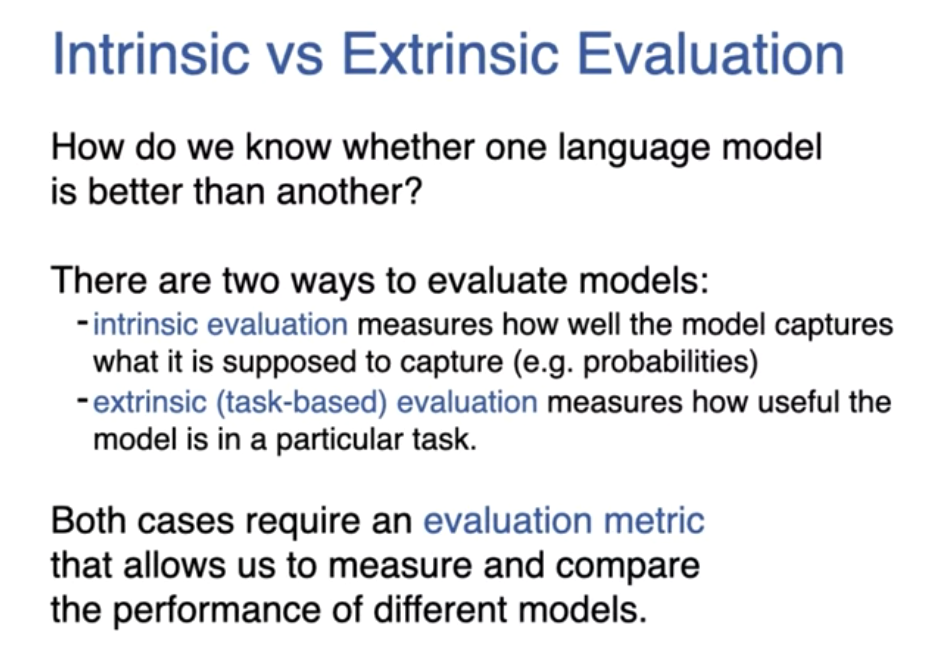 Intrinsic vs Extrinsic Evaluation
How do we know whether one language model
is better than another?
There are two ways to evaluate models:
- intrinsic evaluation measures how well the model captures
what it is supposed to capture (e.g. probabilities)
- extrinsic (task-based) evaluation measures how useful the
model is in a particular task.
Both cases require an evaluation metric
that allows us to measure and compare
the performance of different models.